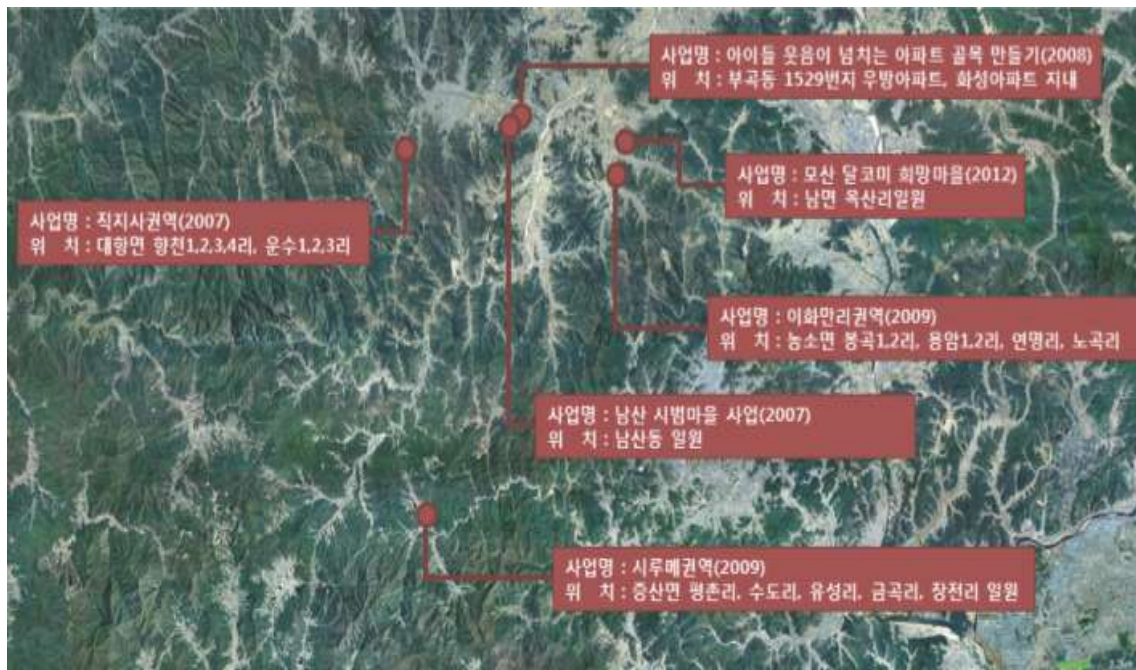 사업명 : 아이들 웃음이 넘치는 아파트 골목 만들기(2008)
위 치 : 부곡동 1529번지 우방아파트, 화성아파트 지내
사업명 : 모산 달코미 희망마을(2012)
위 치 : 남면 옥산리일원
사업명 : 직지사권역(2007)
위 치 : 대항면 향천1,2,3,4리, 운수1,2,3리
사업명 : 이화만리권역(2009)
위 치 : 농소면 봉곡1,2리, 용암1,2리, 연명리, 노곡리
사업명 : 남산 시범마을 사업(2007)
위 치 : 남산동 일원
사업명 : 시루메권역(2009)
위 치 : 증산면 평촌리, 수도리, 유성리, 금곡리, 장전리 일원